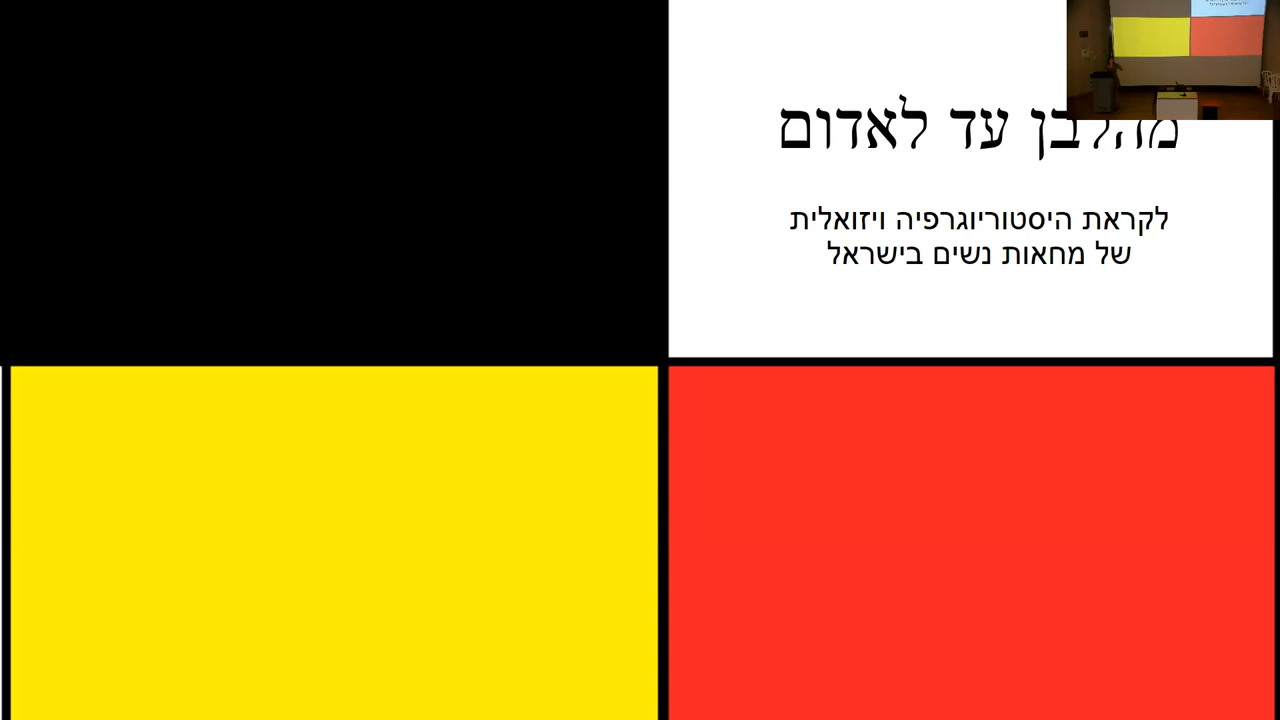 מהלבן עד לאדום
לקראת היסטוריוגרפיה ויזואלית
של מחאות נשים בישראל